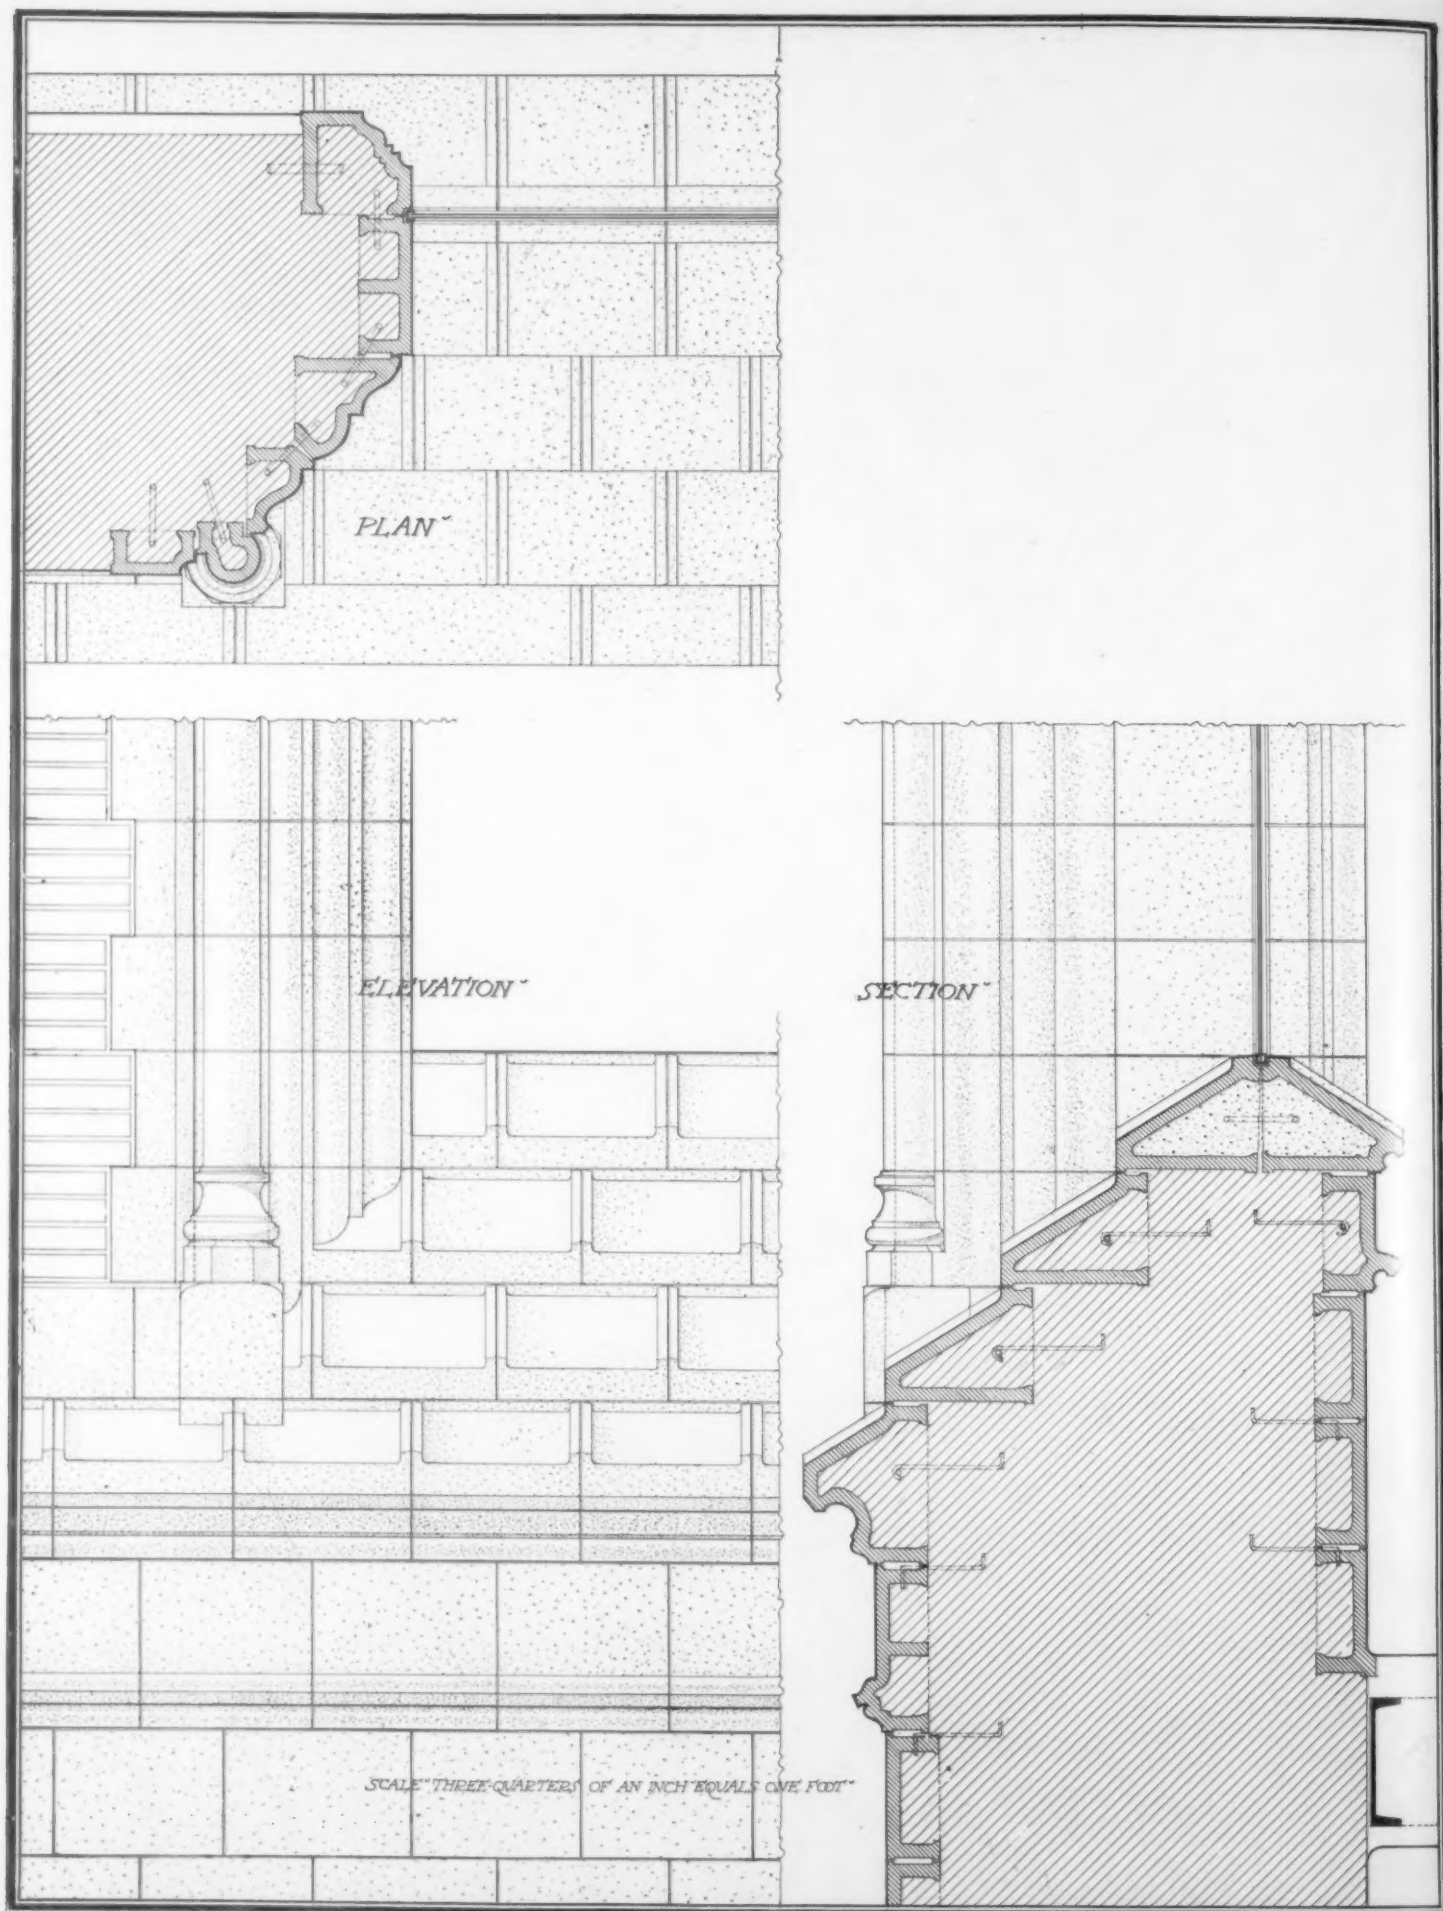 PLAN
ELEVATION
SECTION
SCALE THREE-QUARTERS OF AN INCH EQUALS ONE FOOT